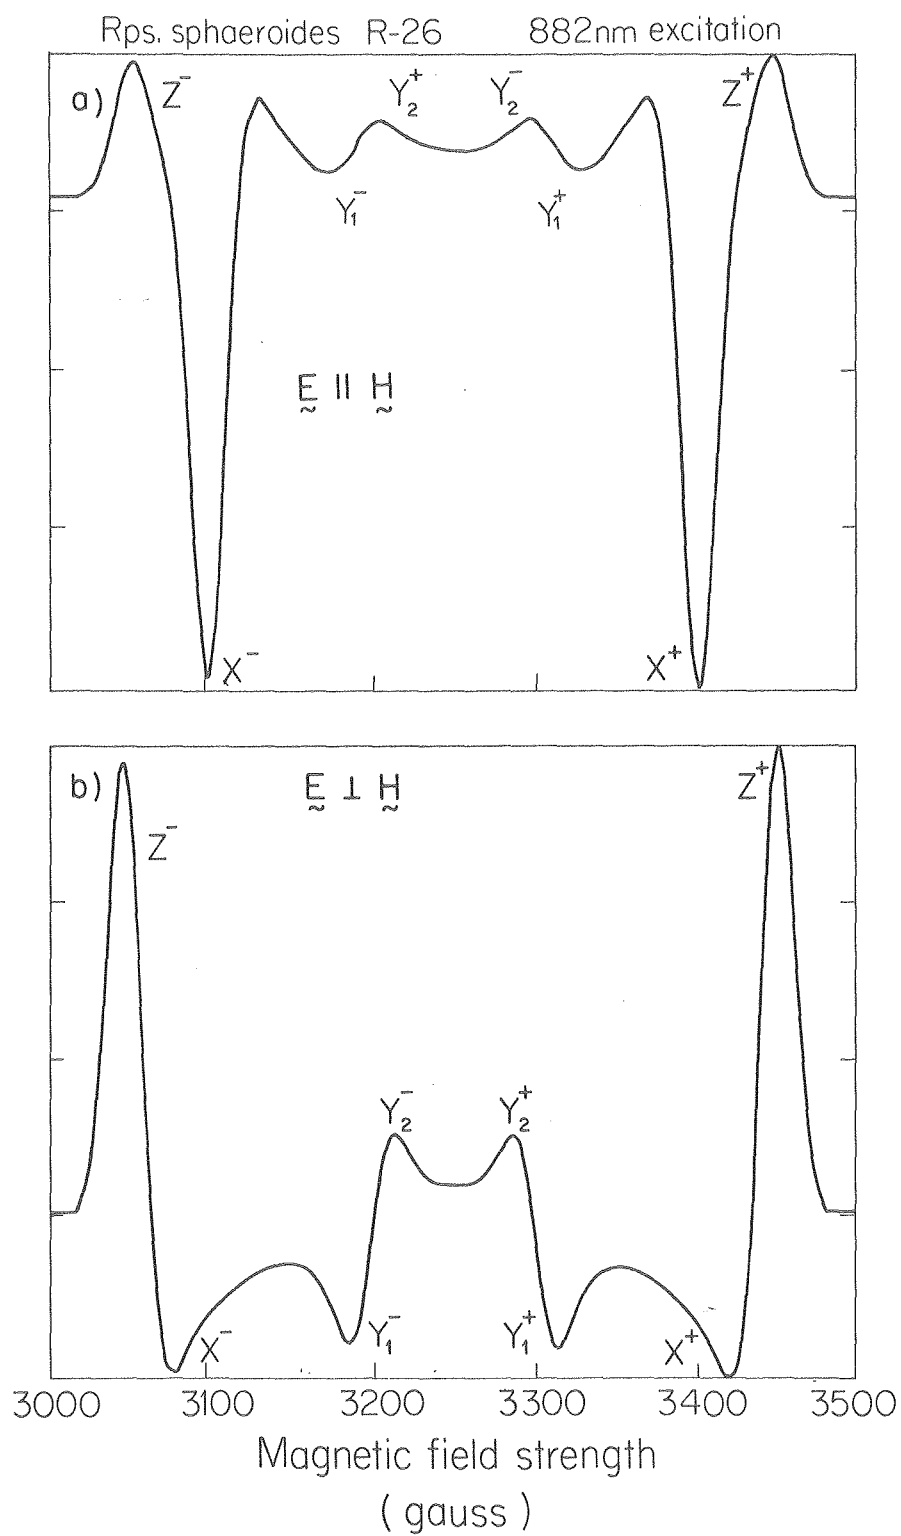 Rps. sphaeroides R-26 882nm excitation
a) Z⁻ Y₂⁺ Y₂⁻ Z⁺
Y₁⁻ Y₁⁺
E || H
X⁻ X⁺
b) E ⊥ H Z⁺
Z⁻
Y₂⁻ Y₂⁺
X⁻ Y₁⁻ Y₁⁺ X⁺
3000 3100 3200 3300 3400 3500
Magnetic field strength
( gauss )